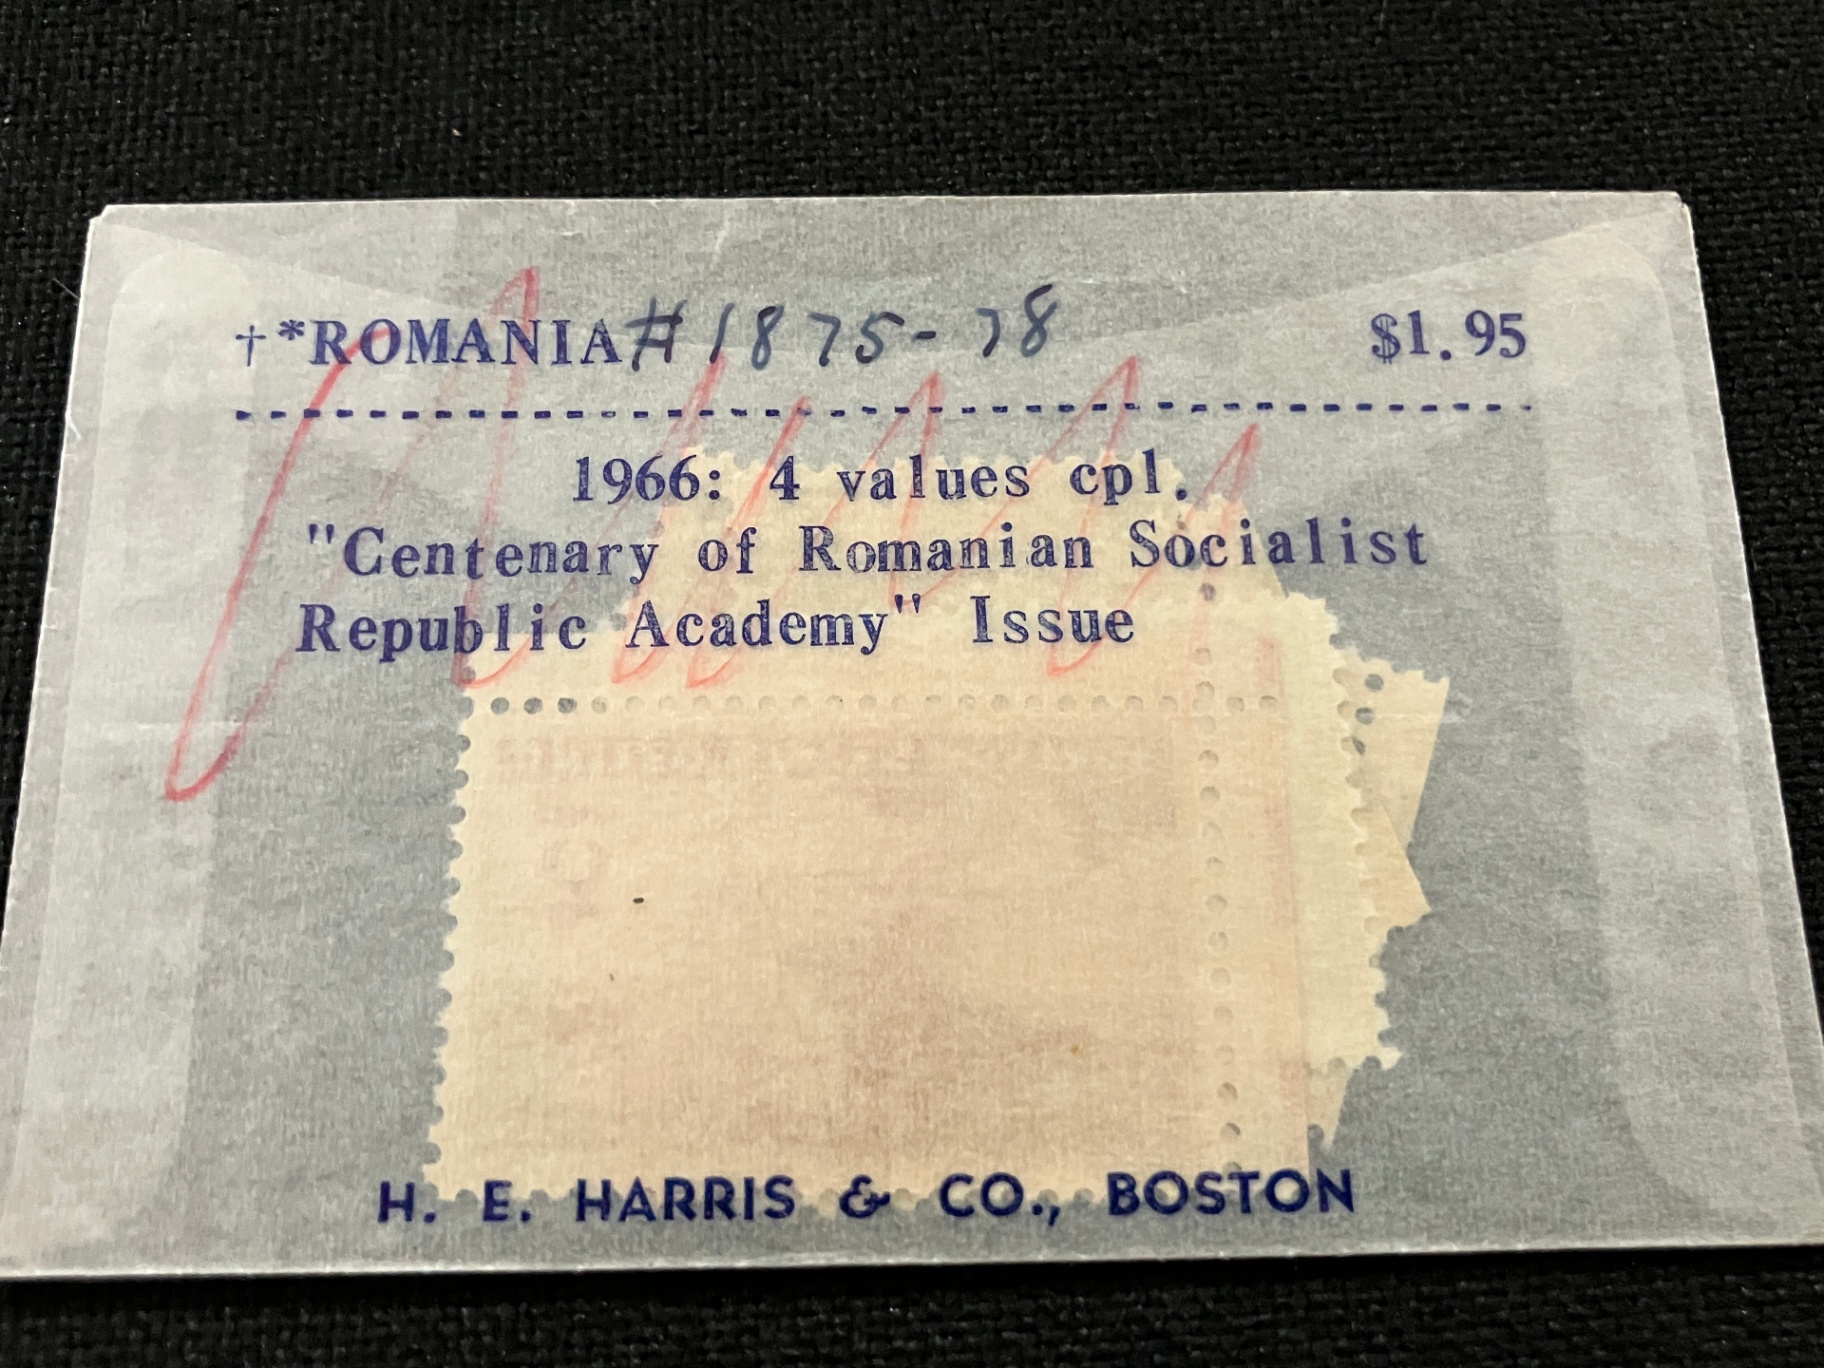 †*ROMANIA #1875-78 $1.95
1966: 4 values cpl.
"Centenary of Romanian Socialist
Republic Academy" Issue
H. E. HARRIS & CO., BOSTON